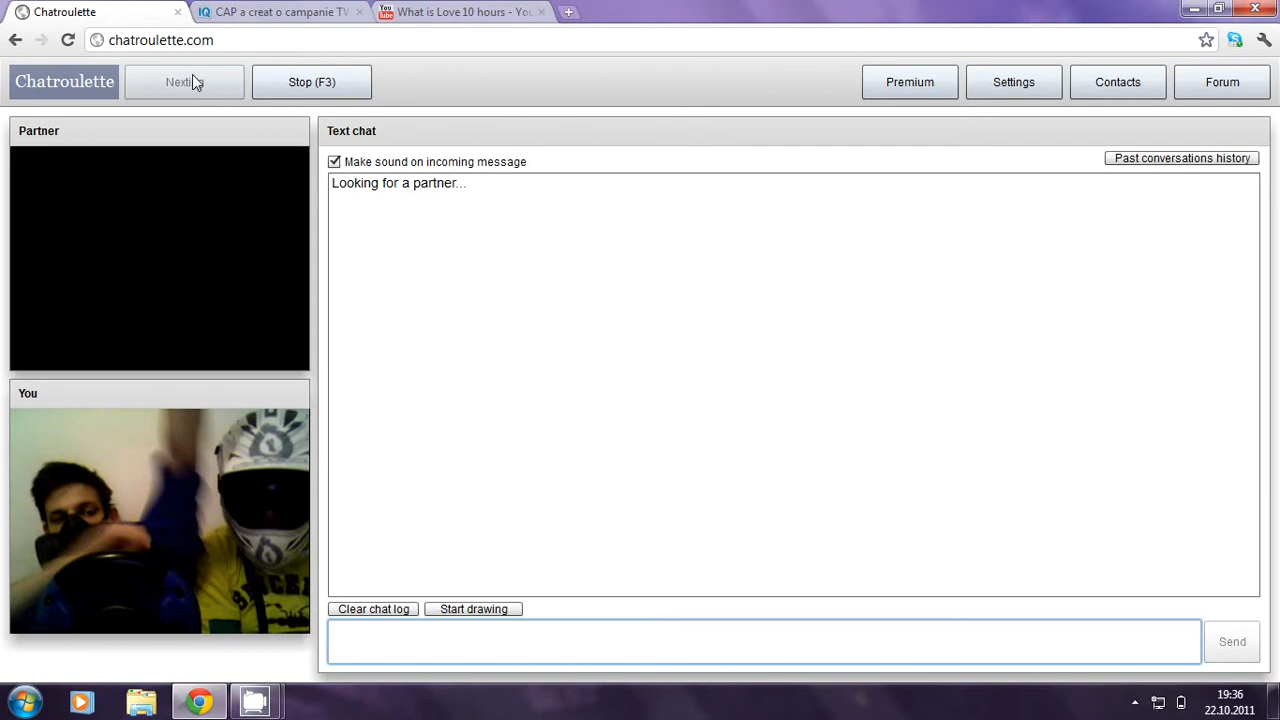 Chatroulette
CAP a creat o campanie TV
What is Love 10 hours - You
chatroulette.com
Chatroulette
Nexting
Stop (F3)
Premium
Settings
Contacts
Forum
Partner
Text chat
Make sound on incoming message
Past conversations history
Looking for a partner...
You
Clear chat log
Start drawing
Send
19:36
22.10.2011